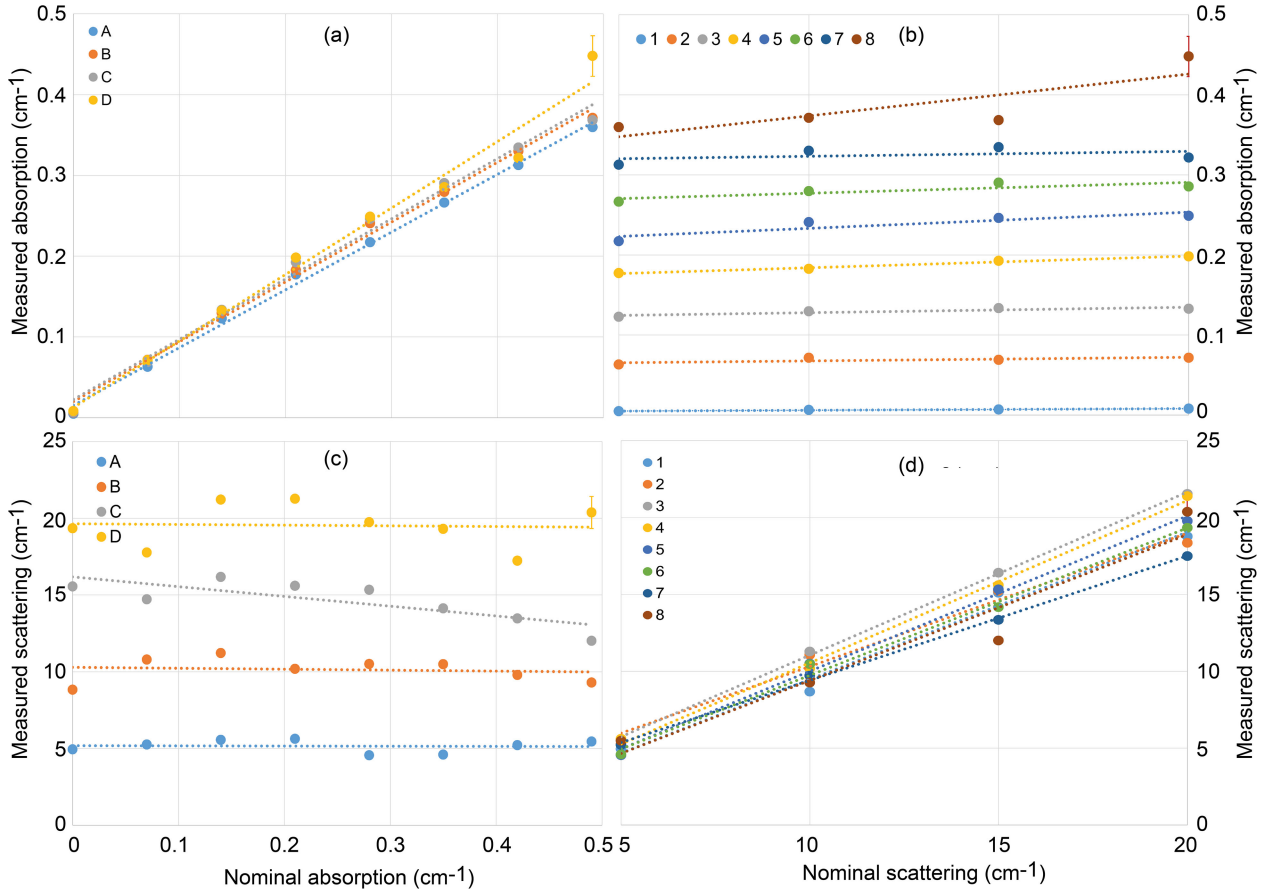 (a)
A
B
C
D
0.5
0.4
0.3
0.2
0.1
0
Measured absorption (cm-1)
1 2 3 4 5 6 7 8
(b)
0.5
0.4
0.3
0.2
0.1
0
Measured absorption (cm-1)
(c)
A
B
C
D
25
20
15
10
5
0
Measured scattering (cm-1)
0 0.1 0.2 0.3 0.4 0.5
Nominal absorption (cm-1)
(d)
1
2
3
4
5
6
7
8
25
20
15
10
5
0
Measured scattering (cm-1)
5 10 15 20
Nominal scattering (cm-1)